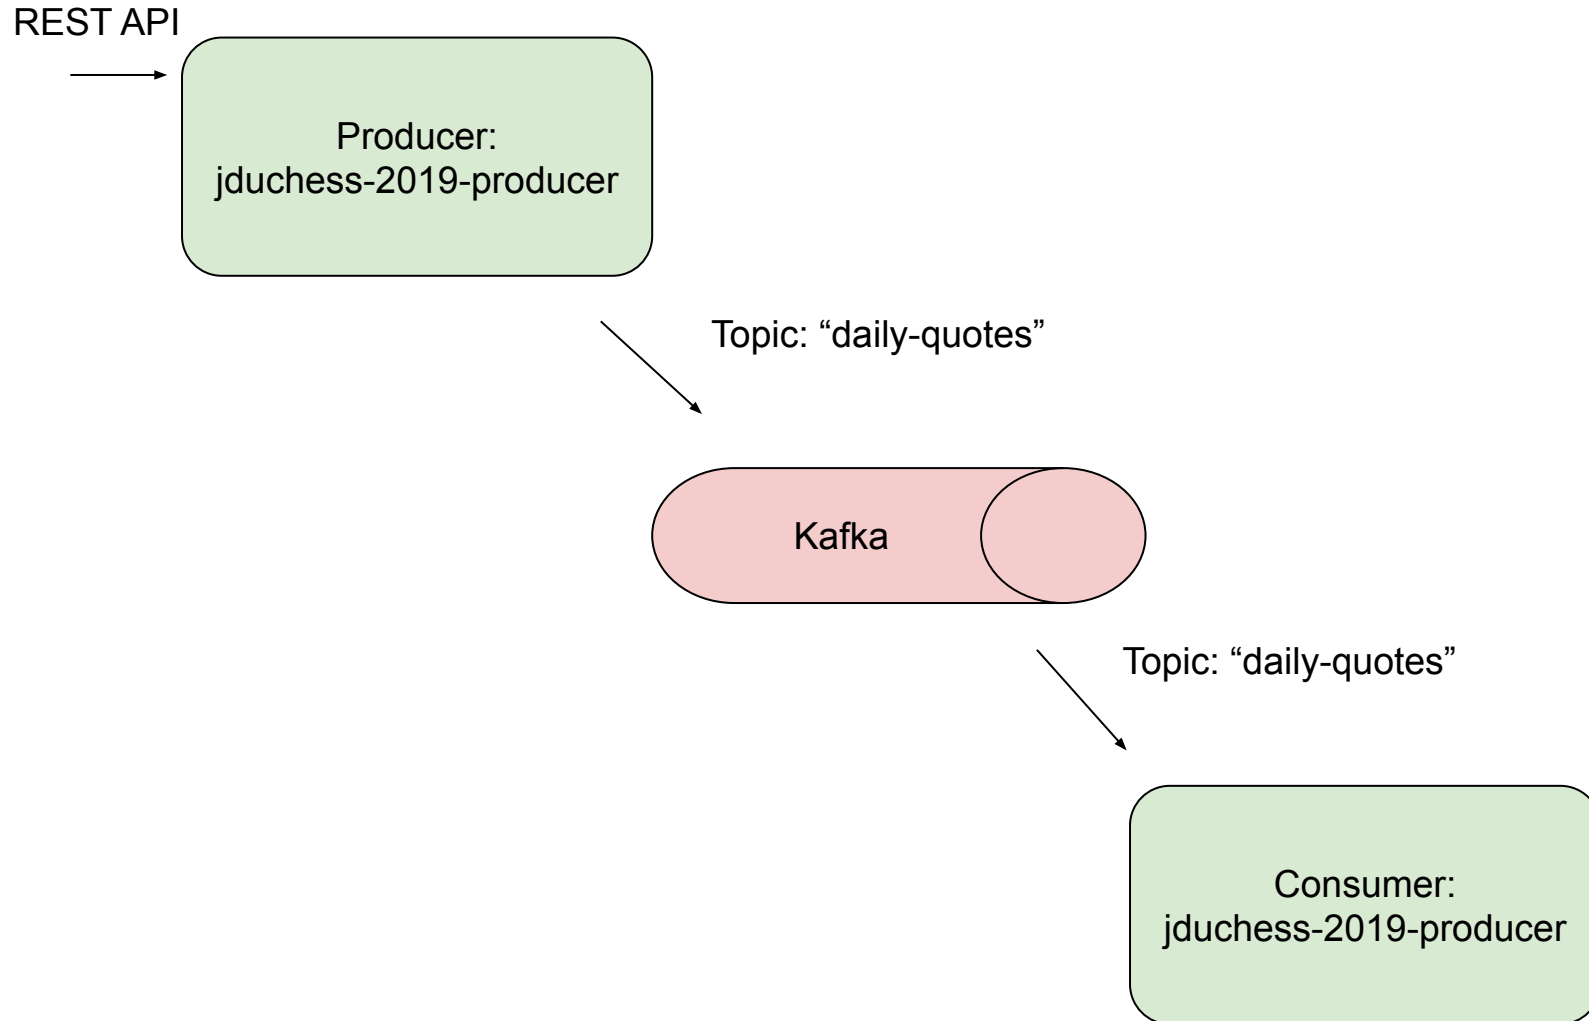 REST API
Producer:
jduchess-2019-producer
Topic: “daily-quotes”
Kafka
Topic: “daily-quotes”
Consumer:
jduchess-2019-producer